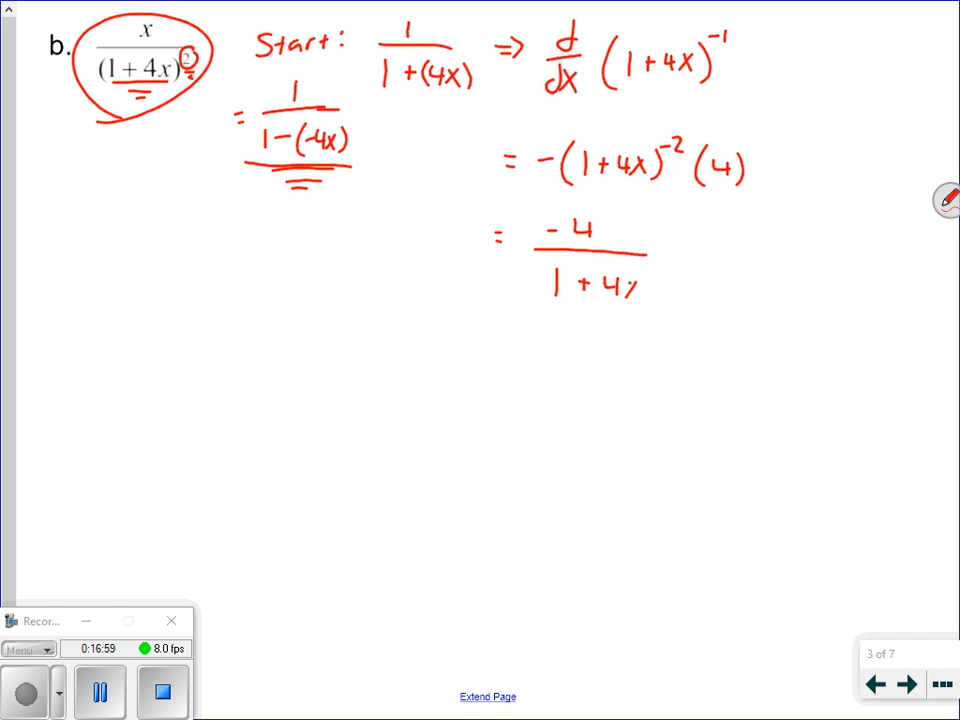 b. x / (1 + 4x)²
Start: 1 / 1 + (4x) ⇒ d/dx (1 + 4x)⁻¹
= 1 / 1 − (−4x)
= −(1 + 4x)⁻² (4)
= −4 / 1 + 4x
Recor...
Menu 0:16:59 8.0 fps
3 of 7
Extend Page